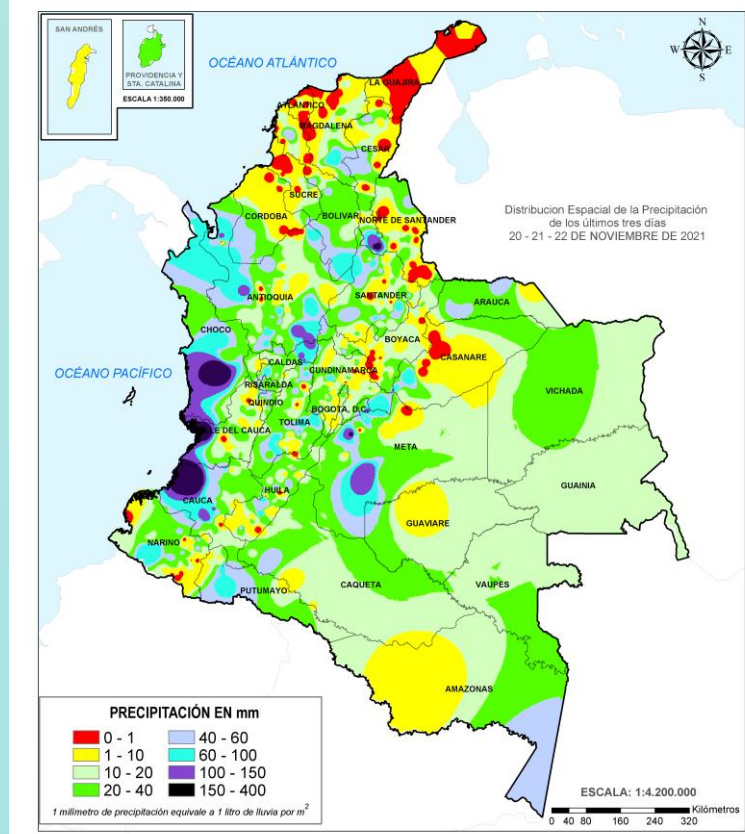 SAN ANDRÉS
PROVIDENCIA Y
STA. CATALINA
ESCALA 1:350.000
OCÉANO ATLÁNTICO
N
W E
S
LA GUAJIRA
ATLANTICO
MAGDALENA
CESAR
SUCRE
CORDOBA
BOLIVAR
NORTE DE SANTANDER
Distribucion Espacial de la Precipitación
de los últimos tres días
20 - 21 - 22 DE NOVIEMBRE DE 2021
ANTIOQUIA
SANTANDER
ARAUCA
CHOCO
BOYACA
CASANARE
OCÉANO PACÍFICO
CALDAS
CUNDINAMARCA
RISARALDA
VICHADA
QUINDIO
BOGOTA, D.C.
TOLIMA
LE DEL CAUCA
META
GUAINIA
HUILA
CAUCA
GUAVIARE
NARINO
CAQUETA
VAUPES
PUTUMAYO
AMAZONAS
PRECIPITACIÓN EN mm
0 - 1
1 - 10
10 - 20
20 - 40
40 - 60
60 - 100
100 - 150
150 - 400
1 milimetro de precipitación equivale a 1 litro de lluvia por m²
ESCALA: 1:4.200.000
Kilómetros
0 40 80 160 240 320